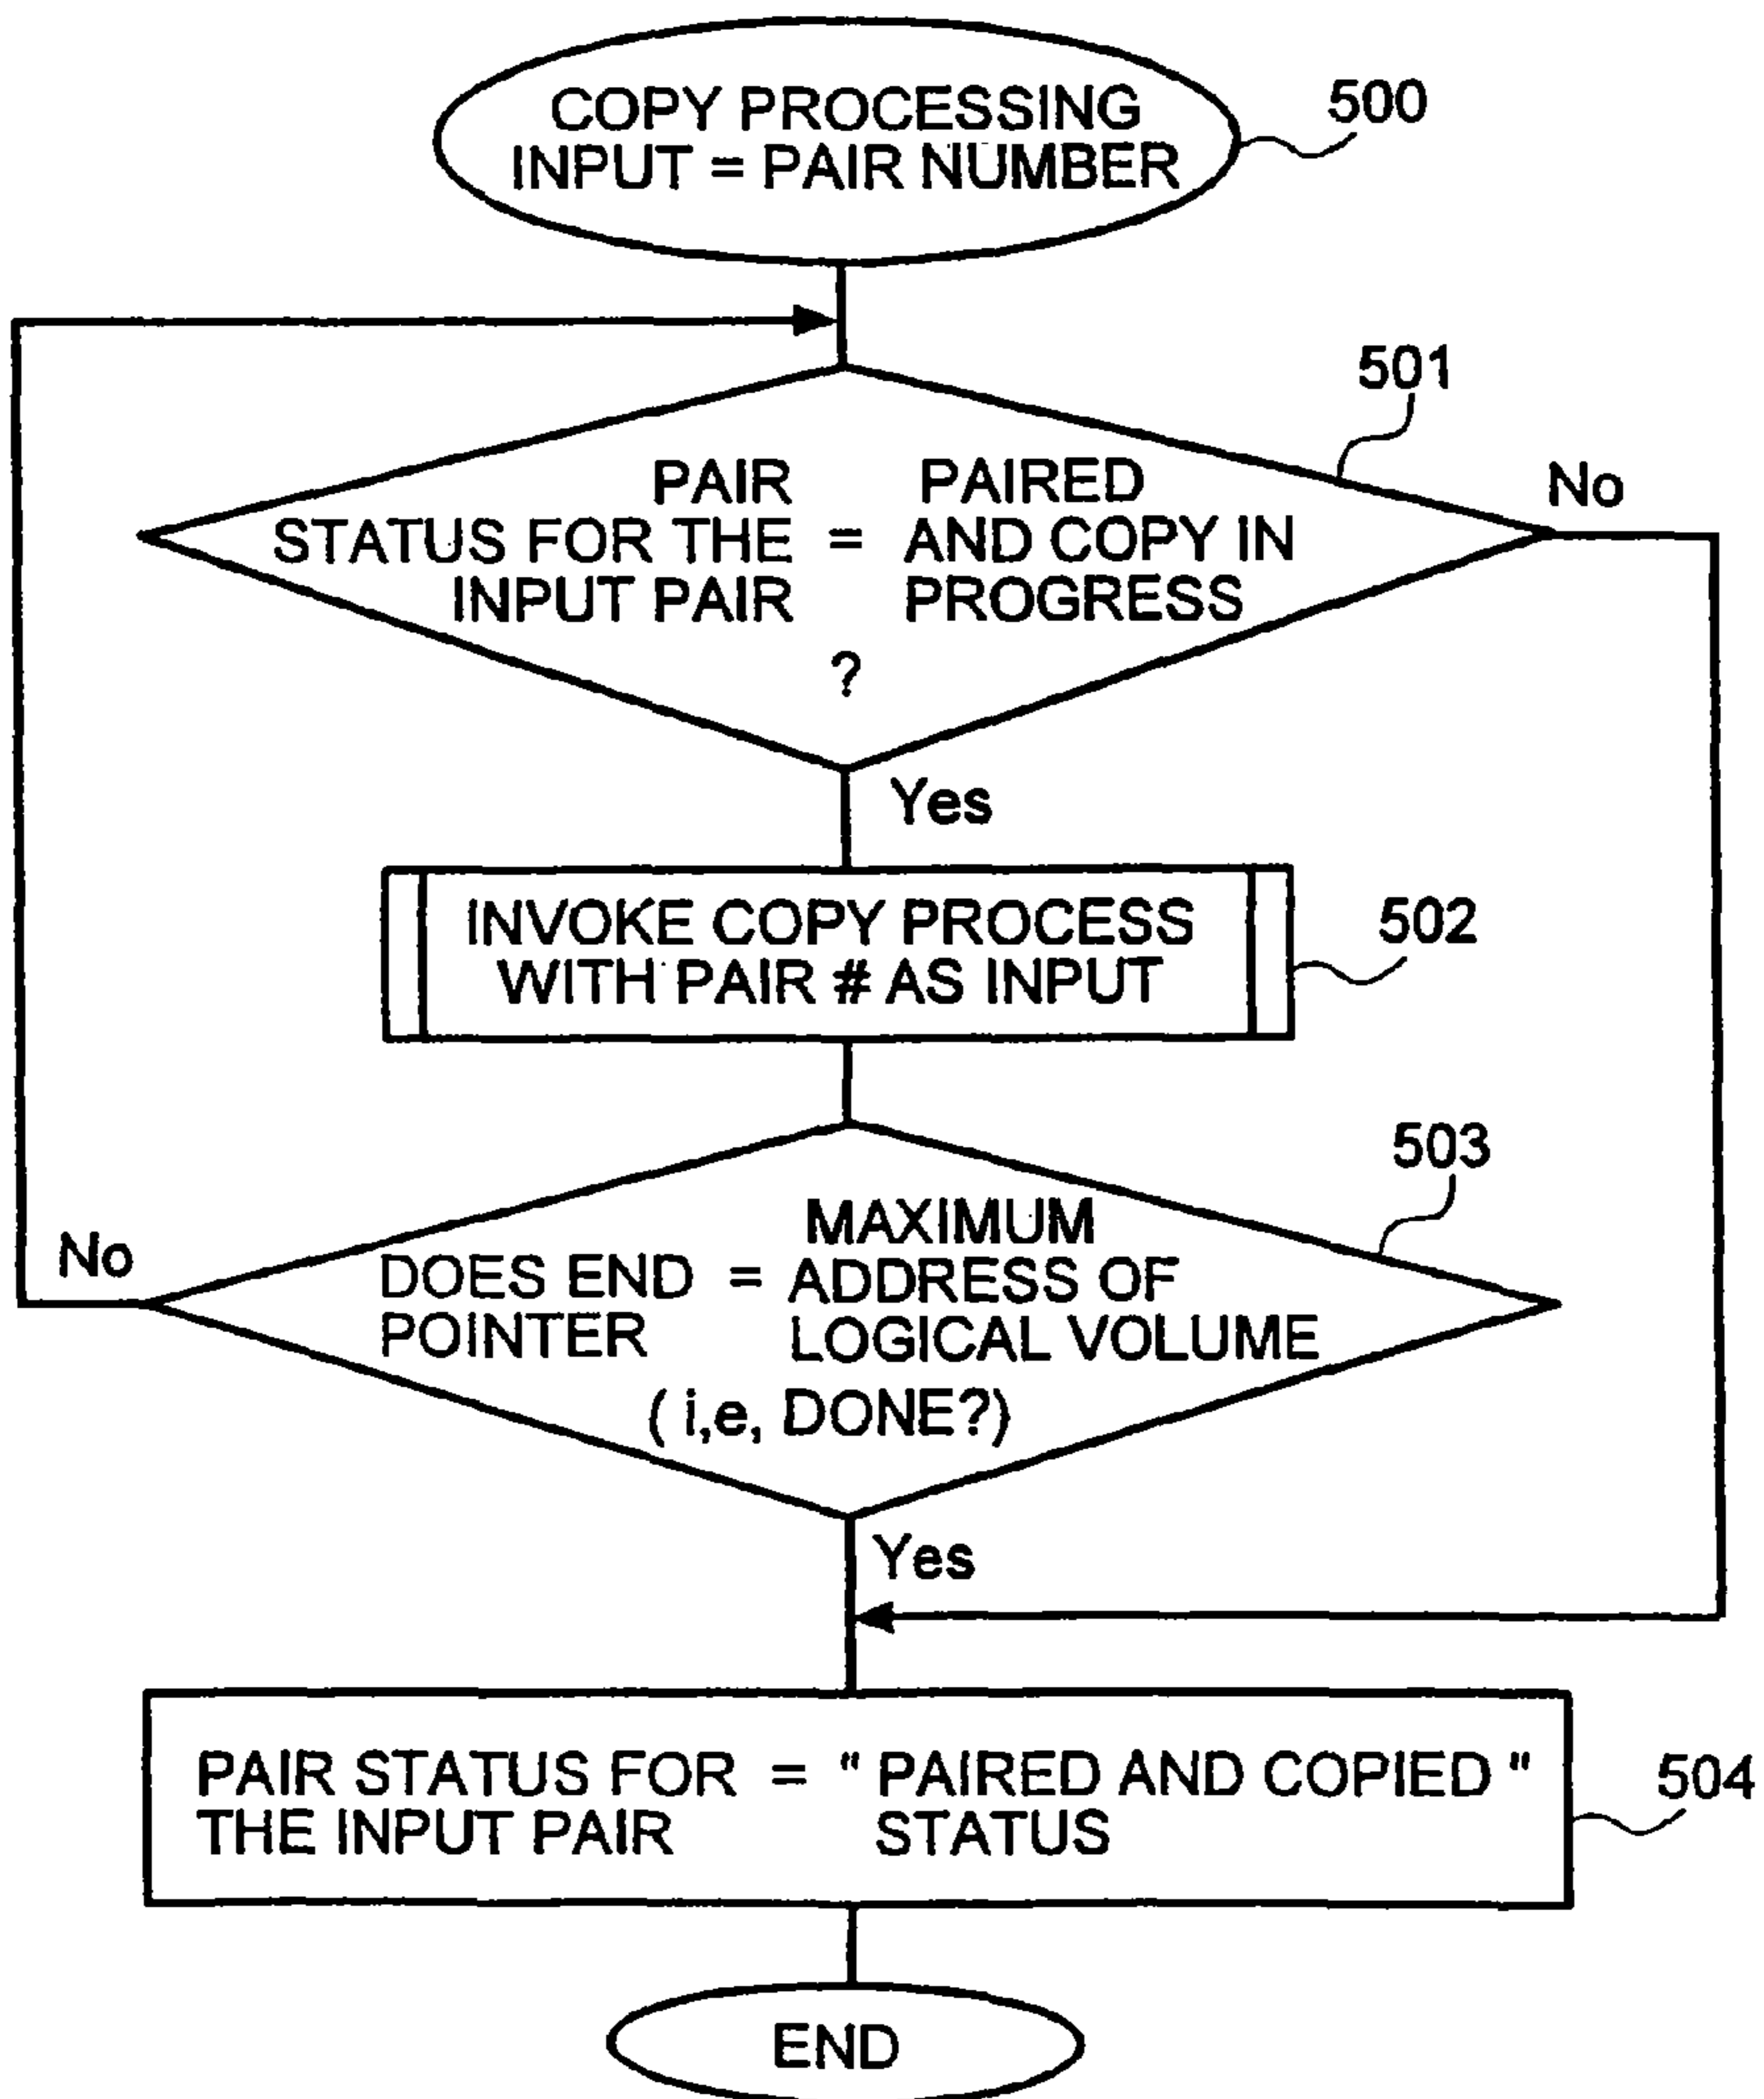 COPY PROCESSING
INPUT = PAIR NUMBER
500
501
No
PAIR PAIRED
STATUS FOR THE = AND COPY IN
INPUT PAIR PROGRESS
?
Yes
INVOKE COPY PROCESS
WITH PAIR # AS INPUT
502
503
No
MAXIMUM
DOES END = ADDRESS OF
POINTER LOGICAL VOLUME
( i,e, DONE?)
Yes
PAIR STATUS FOR = " PAIRED AND COPIED "
THE INPUT PAIR STATUS
504
END